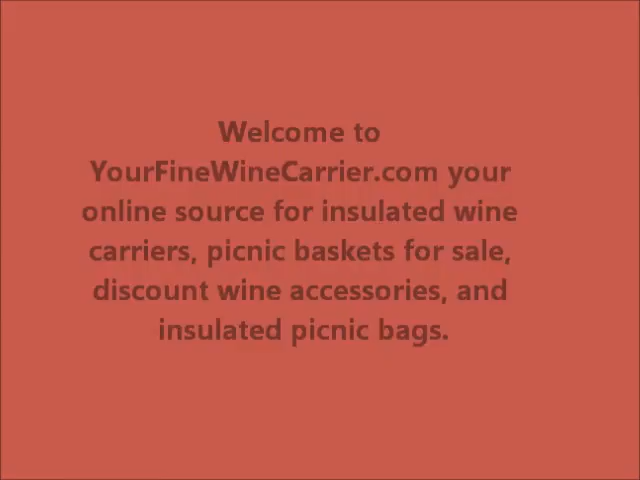 Welcome to
YourFineWineCarrier.com your
online source for insulated wine
carriers, picnic baskets for sale,
discount wine accessories, and
insulated picnic bags.